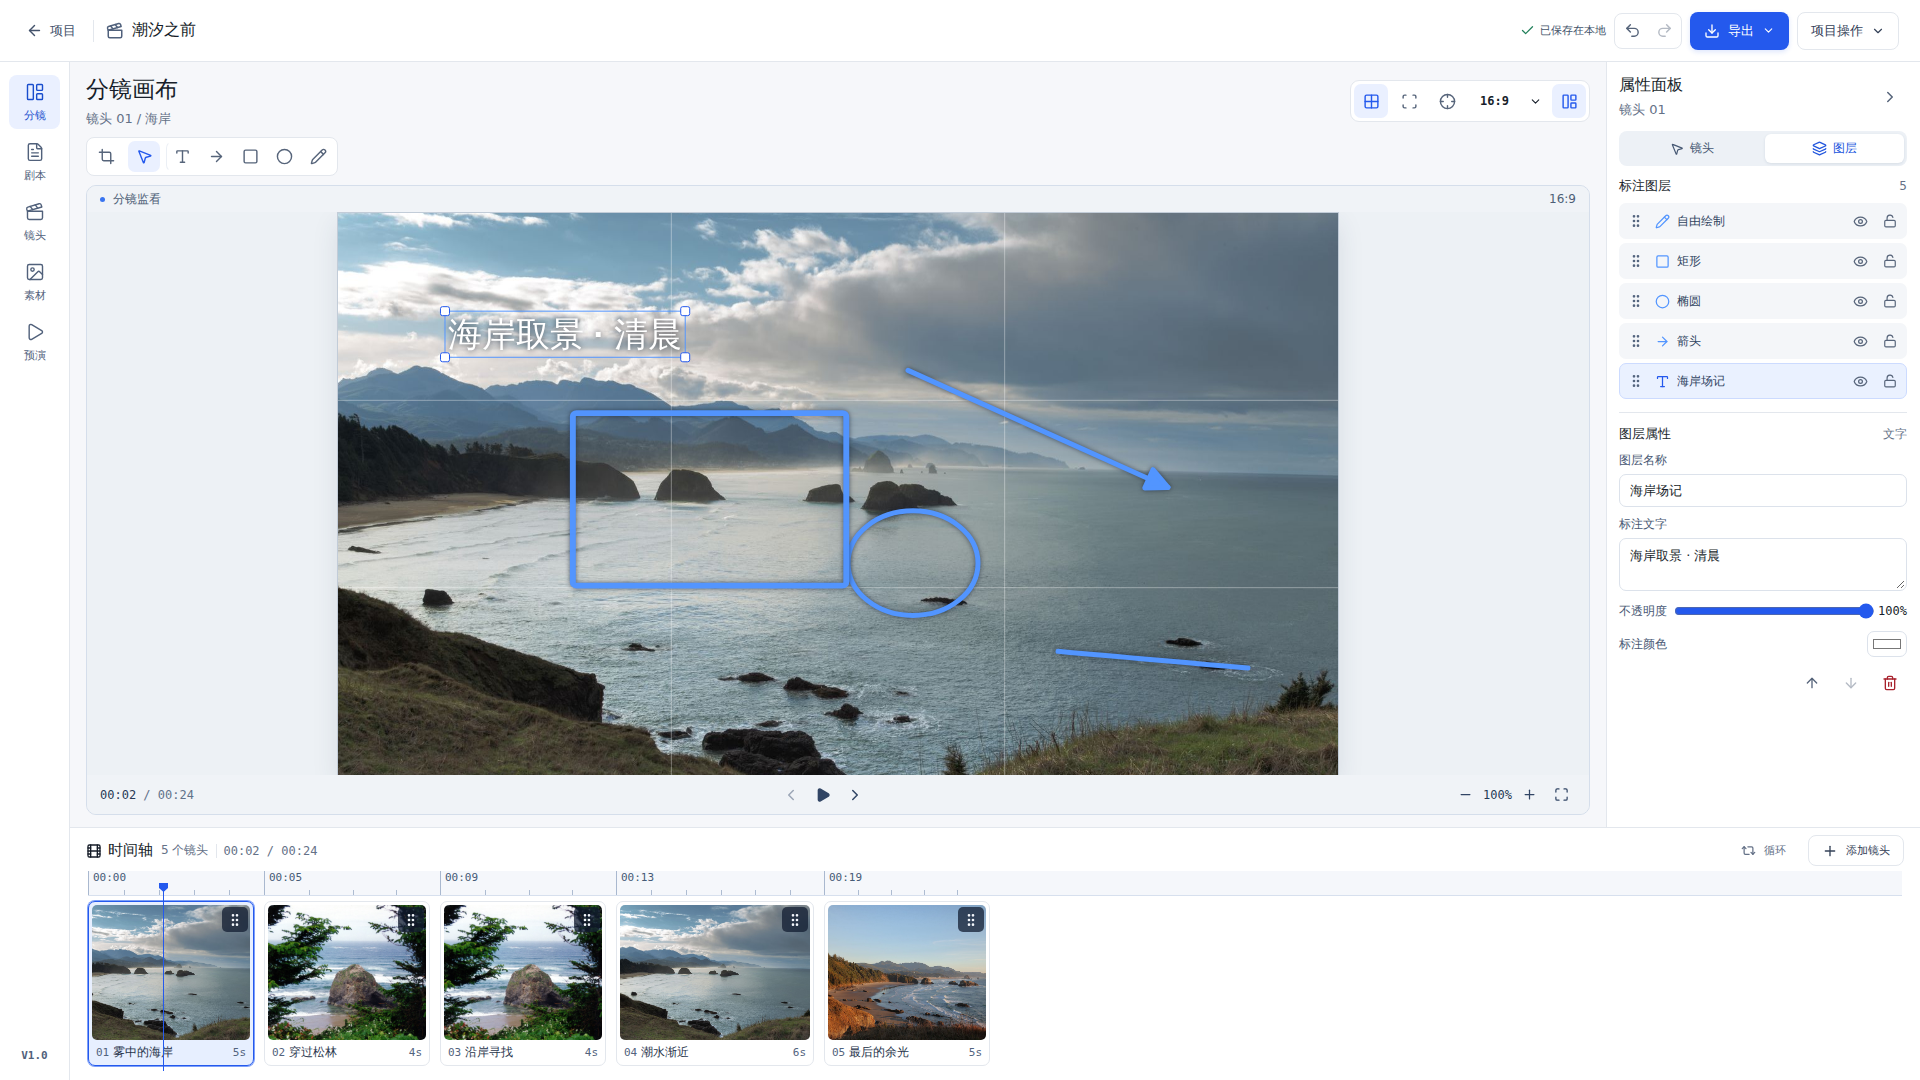 项目
潮汐之前
已保存在本地
导出
项目操作
分镜
剧本
镜头
素材
预演
V1.0
分镜画布
镜头 01 / 海岸
16:9
分镜监看
16:9
海岸取景 · 清晨
00:02 / 00:24
100%
属性面板
镜头 01
镜头
图层
标注图层
5
自由绘制
矩形
椭圆
箭头
海岸场记
图层属性
文字
图层名称
海岸场记
标注文字
海岸取景 · 清晨
不透明度
100%
标注颜色
时间轴
5 个镜头
00:02 / 00:24
循环
添加镜头
00:00
00:05
00:09
00:13
00:19
01 雾中的海岸 5s
02 穿过松林 4s
03 沿岸寻找 4s
04 潮水渐近 6s
05 最后的余光 5s